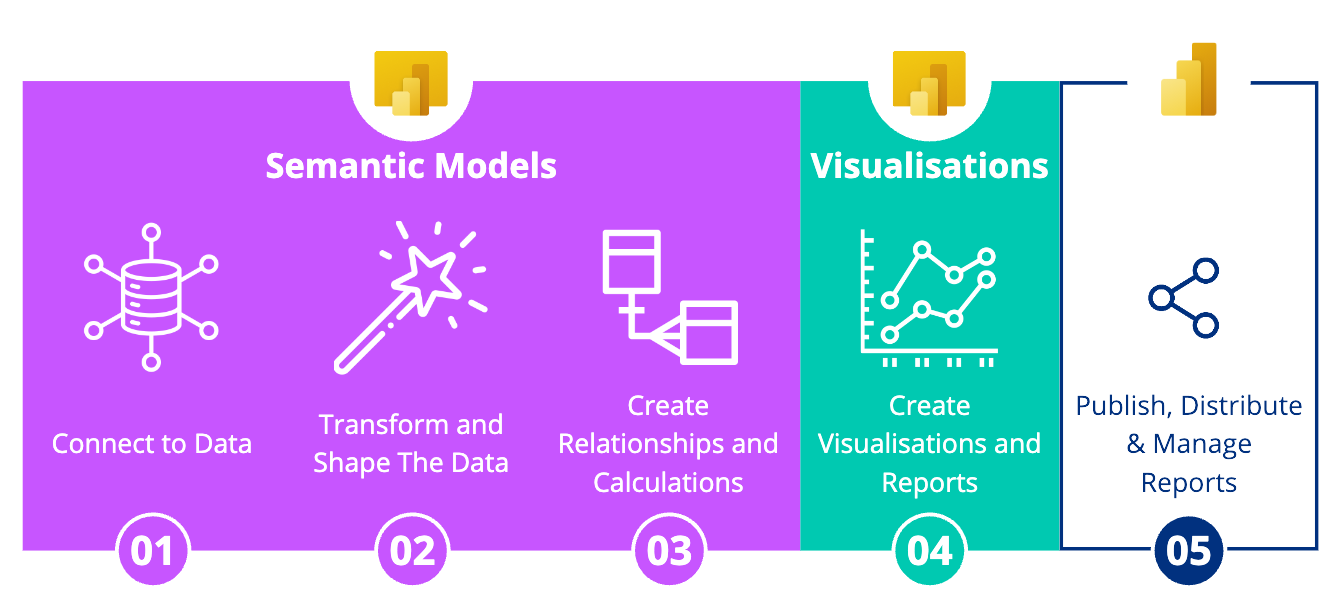 Semantic Models
Visualisations
Connect to Data
Transform and
Shape The Data
Create
Relationships and
Calculations
Create
Visualisations and
Reports
Publish, Distribute
& Manage
Reports
01
02
03
04
05